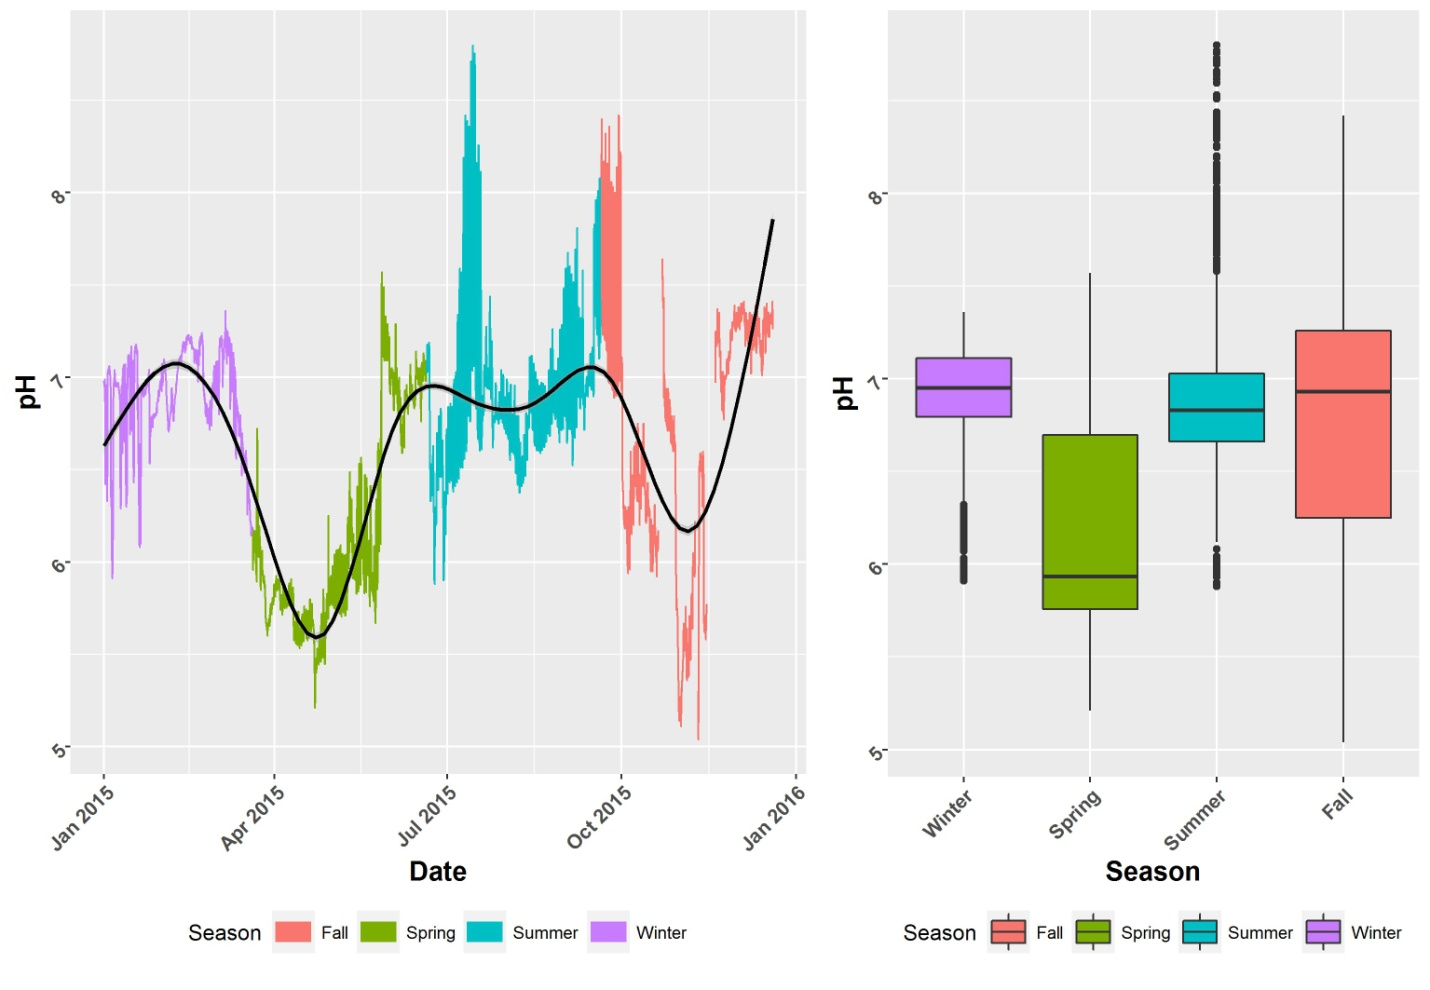 pH
8
7
6
5
Jan 2015
Apr 2015
Jul 2015
Oct 2015
Jan 2016
Date
Season Fall Spring Summer Winter
pH
8
7
6
5
Winter
Spring
Summer
Fall
Season
Season Fall Spring Summer Winter